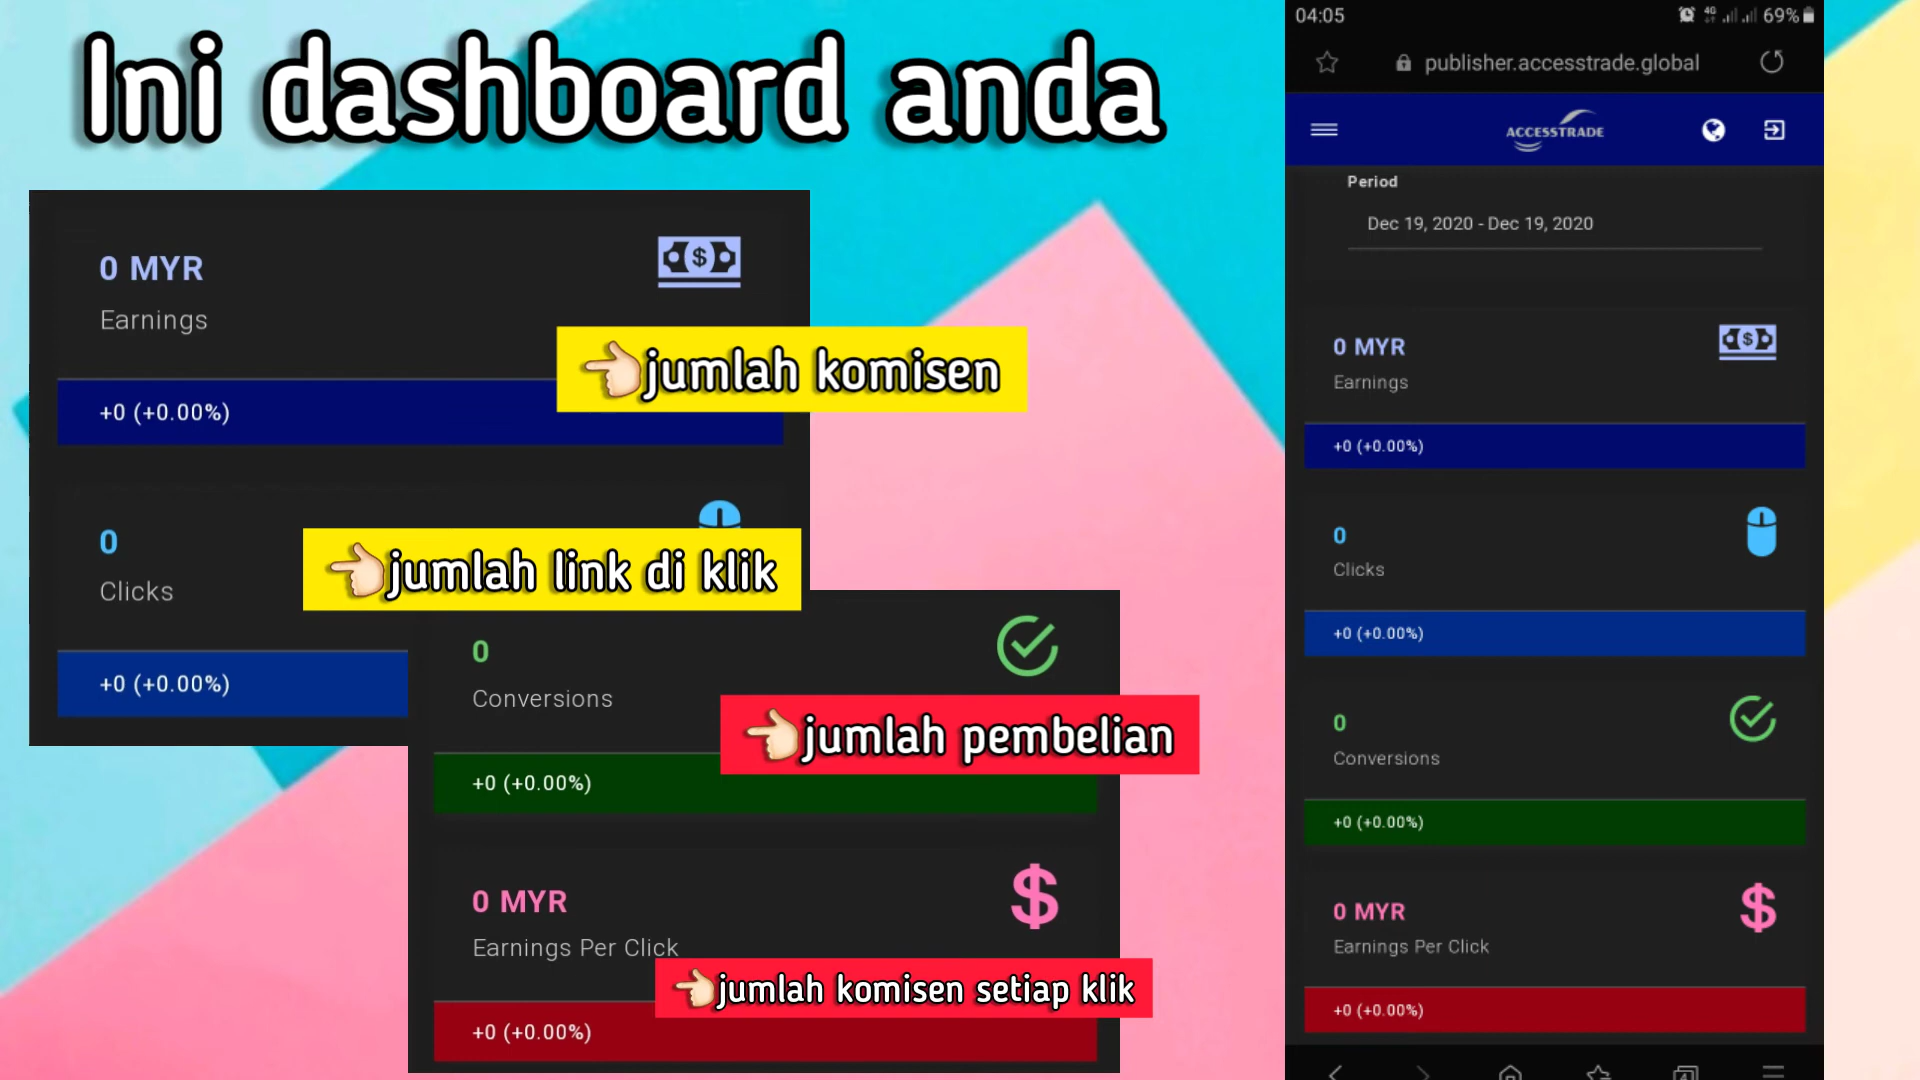 Ini dashboard anda
0 MYR
Earnings
👈🏻jumlah komisen
+0 (+0.00%)
0
👈🏻jumlah link di klik
Clicks
+0 (+0.00%)
0
Conversions
👈🏻jumlah pembelian
+0 (+0.00%)
0 MYR
Earnings Per Click
👈🏻jumlah komisen setiap klik
+0 (+0.00%)
04:05
4G
69%
publisher.accesstrade.global
ACCESSTRADE
Period
Dec 19, 2020 - Dec 19, 2020
0 MYR
Earnings
+0 (+0.00%)
0
Clicks
+0 (+0.00%)
0
Conversions
+0 (+0.00%)
0 MYR
Earnings Per Click
+0 (+0.00%)
4